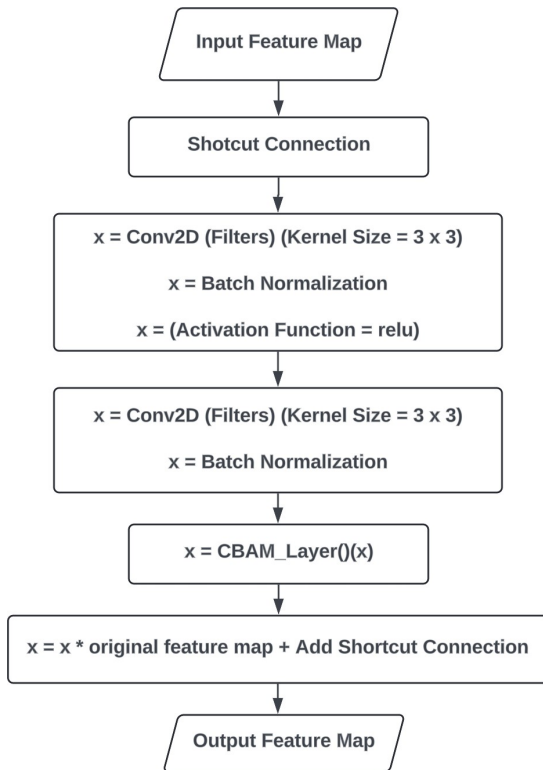 Input Feature Map
Shotcut Connection
x = Conv2D (Filters) (Kernel Size = 3 x 3)
x = Batch Normalization
x = (Activation Function = relu)
x = Conv2D (Filters) (Kernel Size = 3 x 3)
x = Batch Normalization
x = CBAM_Layer()(x)
x = x * original feature map + Add Shortcut Connection
Output Feature Map